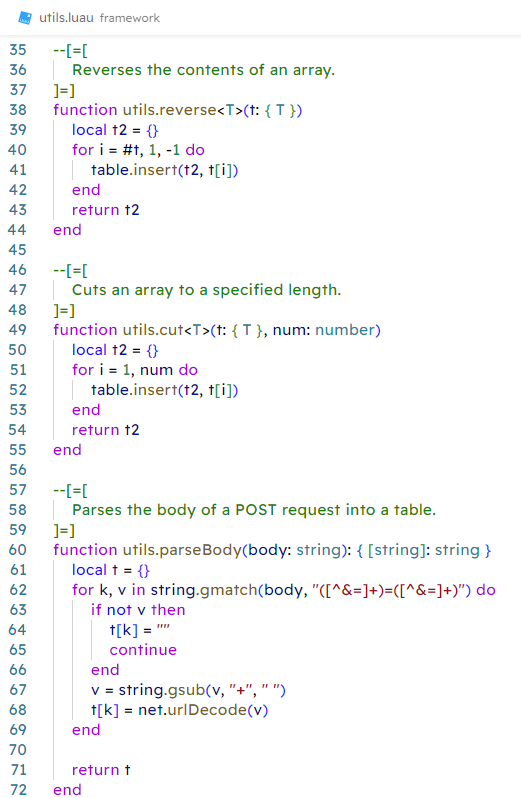 utils.luau framework
35 --[=[
36 Reverses the contents of an array.
37 ]=]
38 function utils.reverse<T>(t: { T })
39 local t2 = {}
40 for i = #t, 1, -1 do
41 table.insert(t2, t[i])
42 end
43 return t2
44 end
45
46 --[=[
47 Cuts an array to a specified length.
48 ]=]
49 function utils.cut<T>(t: { T }, num: number)
50 local t2 = {}
51 for i = 1, num do
52 table.insert(t2, t[i])
53 end
54 return t2
55 end
56
57 --[=[
58 Parses the body of a POST request into a table.
59 ]=]
60 function utils.parseBody(body: string): { [string]: string }
61 local t = {}
62 for k, v in string.gmatch(body, "([^&=]+)=([^&=]+)") do
63 if not v then
64 t[k] = ""
65 continue
66 end
67 v = string.gsub(v, "+", " ")
68 t[k] = net.urlDecode(v)
69 end
70
71 return t
72 end